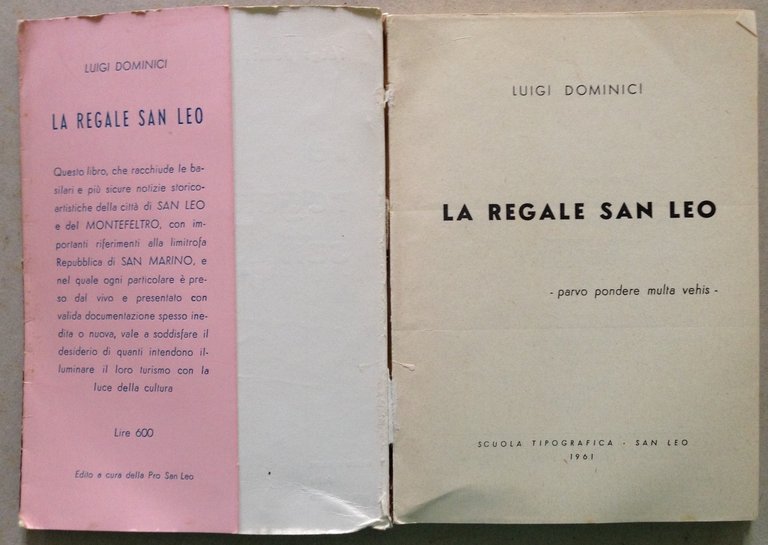 LUIGI DOMINICI
LA REGALE SAN LEO
Questo libro, che racchiude le ba-
silari e più sicure notizie storico-
artistiche della città di SAN LEO
e del MONTEFELTRO, con im-
portanti riferimenti alla limitrofa
Repubblica di SAN MARINO, e
nel quale ogni particolare è pre-
so dal vivo e presentato con
valida documentazione spesso ine-
dita o nuova, vale a soddisfare il
desiderio di quanti intendono il-
luminare il loro turismo con la
luce della cultura
Lire 600
Edito a cura della Pro San Leo
LUIGI DOMINICI
LA REGALE SAN LEO
- parvo pondere multa vehis -
SCUOLA TIPOGRAFICA - SAN LEO
1961